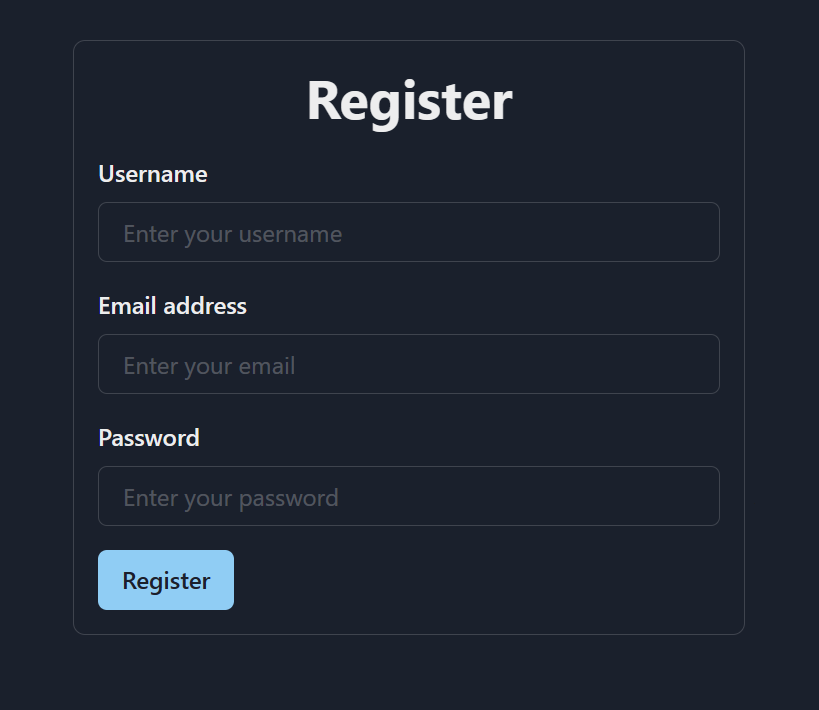 Register
Username
Enter your username
Email address
Enter your email
Password
Enter your password
Register